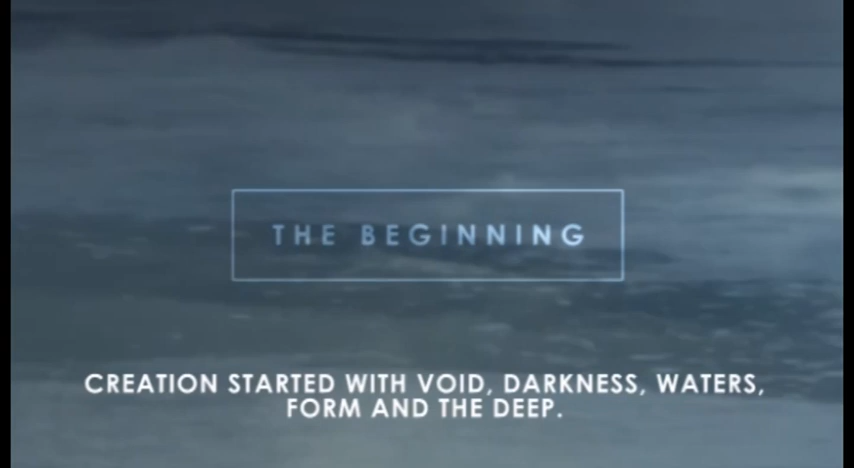 THE BEGINNING
CREATION STARTED WITH VOID, DARKNESS, WATERS,
FORM AND THE DEEP.